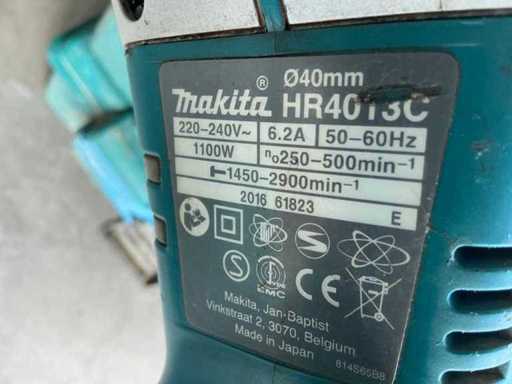 Ø40mm
makita® HR4013C
220-240V~ 6.2A 50-60Hz
1100W n₀250-500min⁻¹
1450-2900min⁻¹
2016 61823 E
S EMC CE
Makita, Jan-Baptist
Vinkstraat 2, 3070, Belgium
Made in Japan 814S65B8